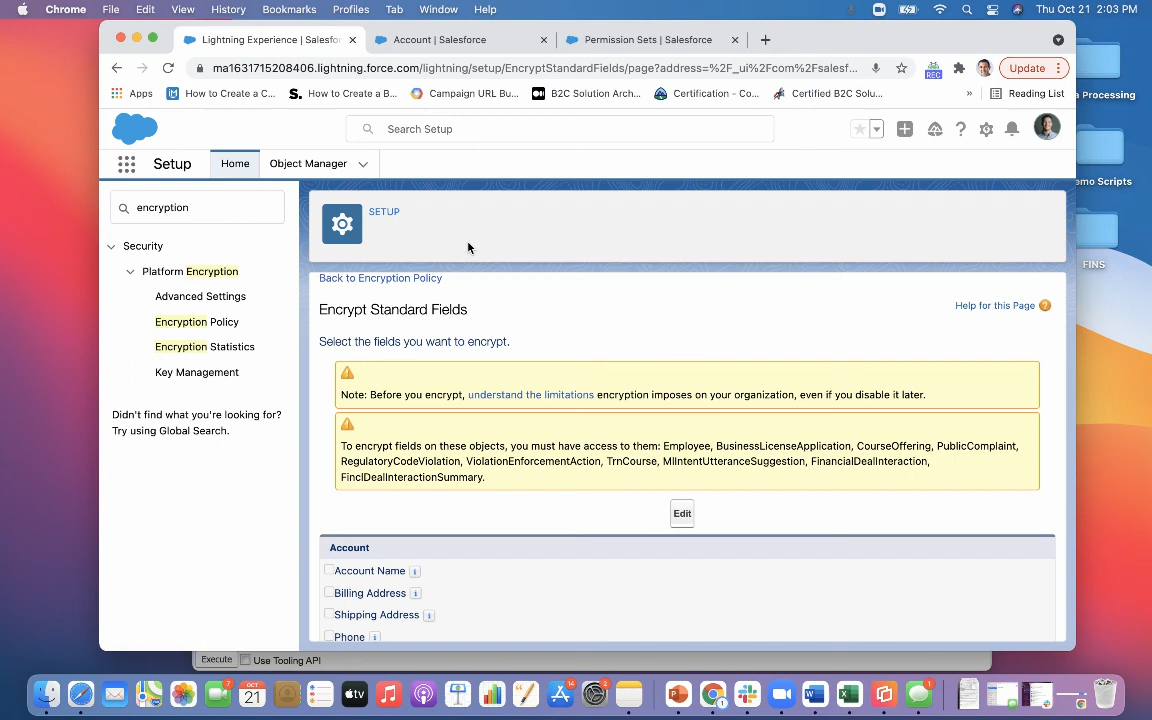 Chrome File Edit View History Bookmarks Profiles Tab Window Help Thu Oct 21 2:03 PM
Lightning Experience | Salesfor Account | Salesforce Permission Sets | Salesforce
ma1631715208406.lightning.force.com/lightning/setup/EncryptStandardFields/page?address=%2F_ui%2Fcom%2Fsalesf... REC Update
Apps How to Create a C... How to Create a B... Campaign URL Bu... B2C Solution Arch... Certification - Co... Certified B2C Solu... » Reading List
a Processing
Search Setup
Setup Home Object Manager
emo Scripts
encryption
SETUP
Security
Platform Encryption
Advanced Settings
Encryption Policy
Encryption Statistics
Key Management
Didn't find what you're looking for?
Try using Global Search.
FINS
Back to Encryption Policy
Encrypt Standard Fields
Help for this Page
Select the fields you want to encrypt.
Note: Before you encrypt, understand the limitations encryption imposes on your organization, even if you disable it later.
To encrypt fields on these objects, you must have access to them: Employee, BusinessLicenseApplication, CourseOffering, PublicComplaint,
RegulatoryCodeViolation, ViolationEnforcementAction, TrnCourse, MlIntentUtteranceSuggestion, FinancialDealInteraction,
FinclDealInteractionSummary.
Edit
Account
Account Name
Billing Address
Shipping Address
Phone
Execute Use Tooling API
7 OCT 21 tv 14 2 1